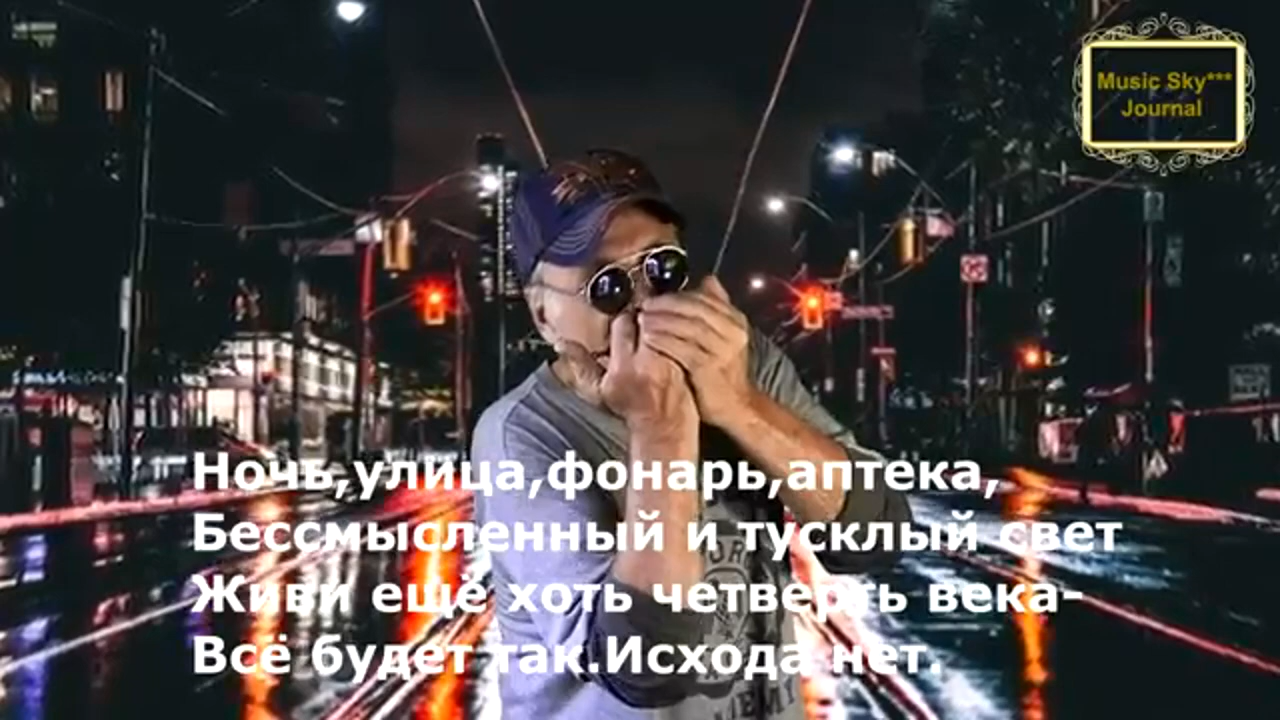 Music Sky***
Journal
Ночь,улица,фонарь,аптека,
Бессмысленный и тусклый свет
Живи ещё хоть четверть века-
Всё будет так.Исхода нет.